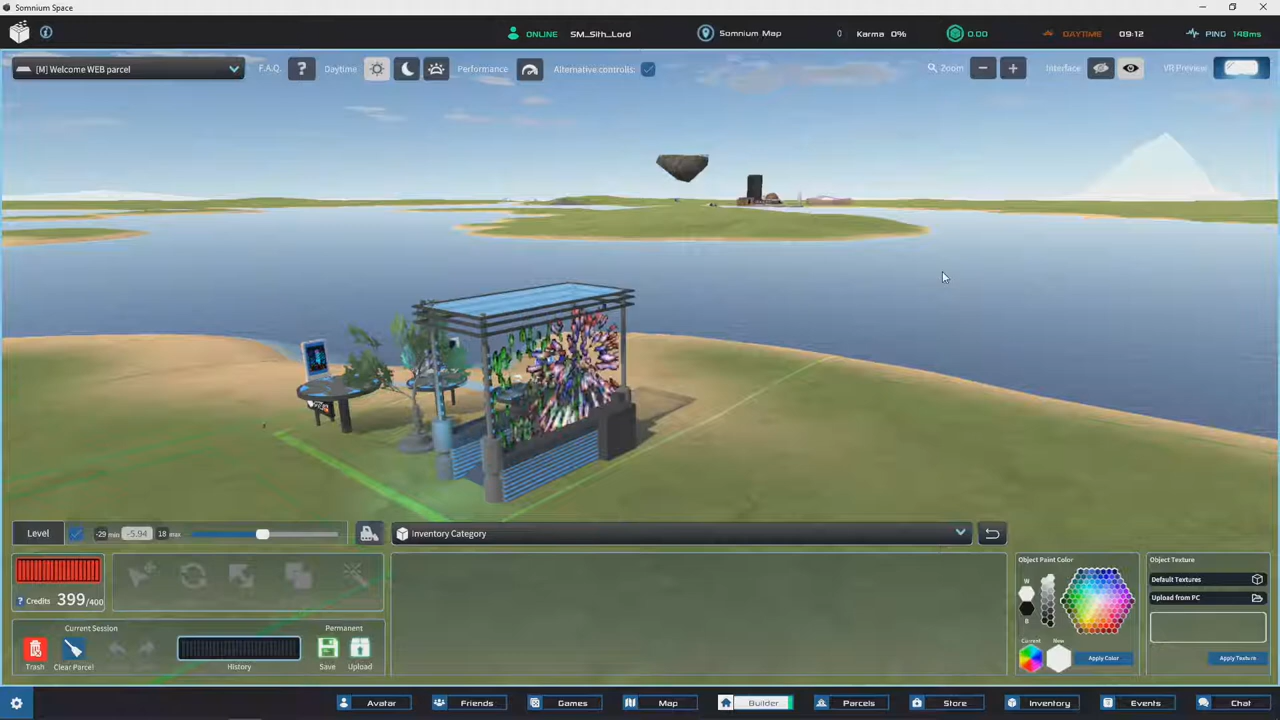 Somnium Space
ONLINE SM_Sith_Lord Somnium Map 0 Karma 0% 0.00 DAYTIME 09:12 PING 148ms
[M] Welcome WEB parcel F.A.Q. ? Daytime Performance Alternative controls: Zoom Interface VR Preview
Level -29 min -5.94 18 max Inventory Category
Credits 399/400
Current Session Permanent
Trash Clear Parcel History Save Upload
Object Paint Color
W
B
Current New
Apply Color
Object Texture
Default Textures
Upload from PC
Apply Texture
Avatar Friends Games Map Builder Parcels Store Inventory Events Chat